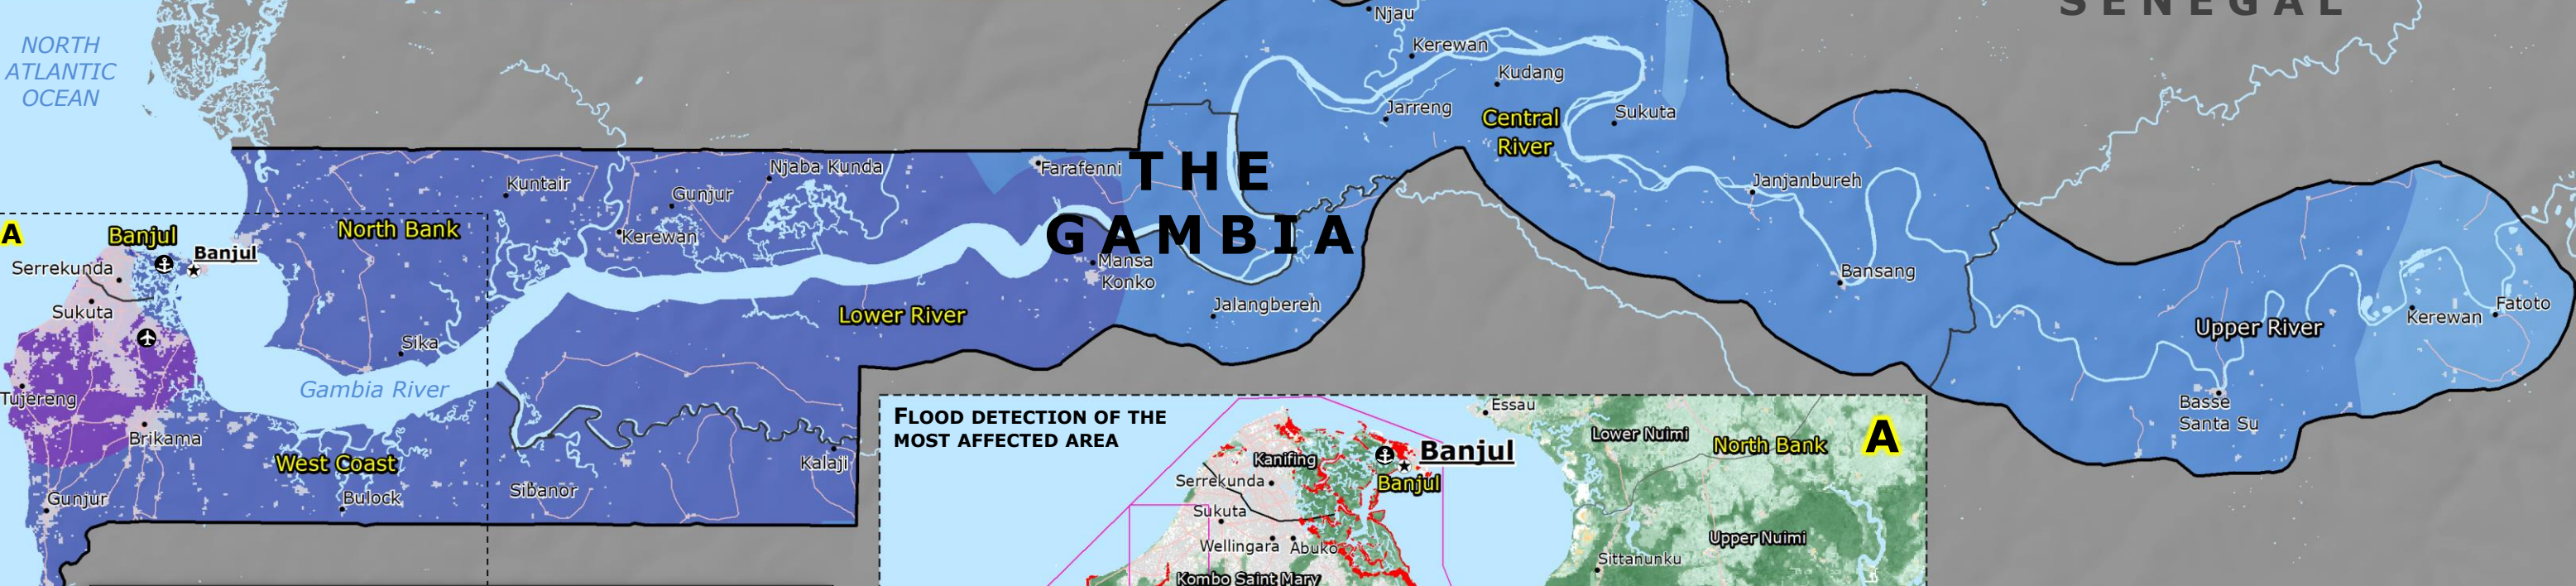 SENEGAL
NORTH
ATLANTIC
OCEAN
Njau
Kerewan
Kudang
Jarreng
Central
River
Sukuta
THE
GAMBIA
Farafenni
Njaba Kunda
Kuntair
Gunjur
Kerewan
North Bank
Janjanbureh
Bansang
A
Banjul
Banjul
Serrekunda
Sukuta
Mansa
Konko
Jalangbereh
Lower River
Sika
Gambia River
Tujereng
Brikama
West Coast
Bulock
Gunjur
Sibanor
Kalaji
Upper River
Kerewan
Fatoto
Basse
Santa Su
FLOOD DETECTION OF THE
MOST AFFECTED AREA
Essau
Lower Nuimi
North Bank
A
Banjul
Kanifing
Banjul
Serrekunda
Sukuta
Wellingara
Abuko
Kombo Saint Mary
Upper Nuimi
Sittanunku